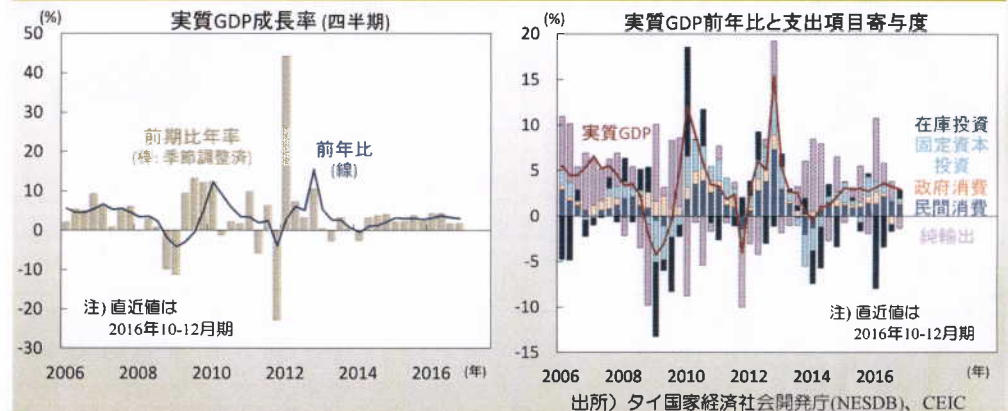 実質GDP成長率 (四半期)
(%)
50
40
30
20
10
0
-10
-20
-30
前期比年率
(棒: 季節調整済)
前年比
(線)
注) 直近値は
2016年10-12月期
2006 2008 2010 2012 2014 2016 (年)
実質GDP前年比と支出項目寄与度
(%)
20
15
10
5
0
-5
-10
-15
実質GDP
在庫投資
固定資本
投資
政府消費
民間消費
純輸出
注) 直近値は
2016年10-12月期
2006 2008 2010 2012 2014 2016 (年)
出所) タイ国家経済社会開発庁(NESDB)、CEIC